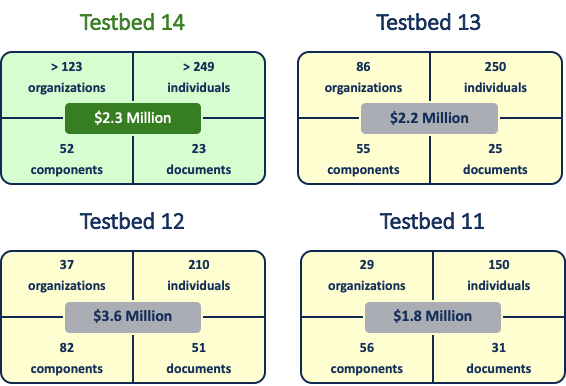 Testbed 14
> 123
organizations
> 249
individuals
$2.3 Million
52
components
23
documents
Testbed 13
86
organizations
250
individuals
$2.2 Million
55
components
25
documents
Testbed 12
37
organizations
210
individuals
$3.6 Million
82
components
51
documents
Testbed 11
29
organizations
150
individuals
$1.8 Million
56
components
31
documents